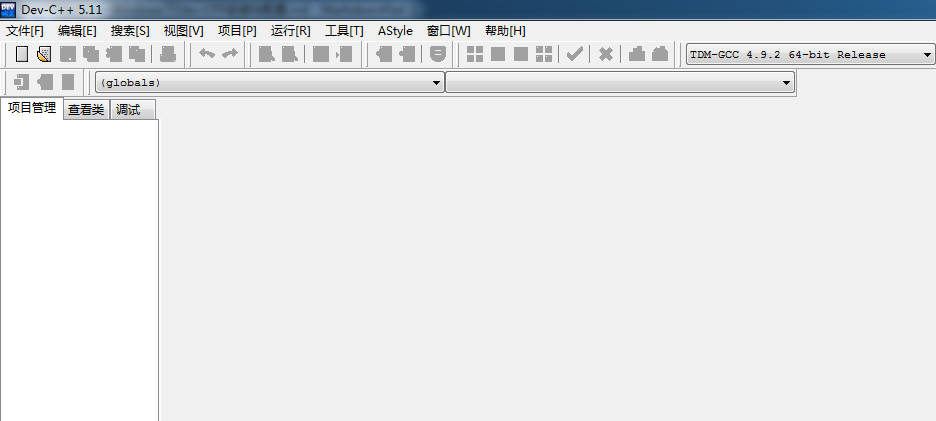 Dev-C++ 5.11
文件[F] 编辑[E] 搜索[S] 视图[V] 项目[P] 运行[R] 工具[T] AStyle 窗口[W] 帮助[H]
TDM-GCC 4.9.2 64-bit Release
(globals)
项目管理 查看类 调试